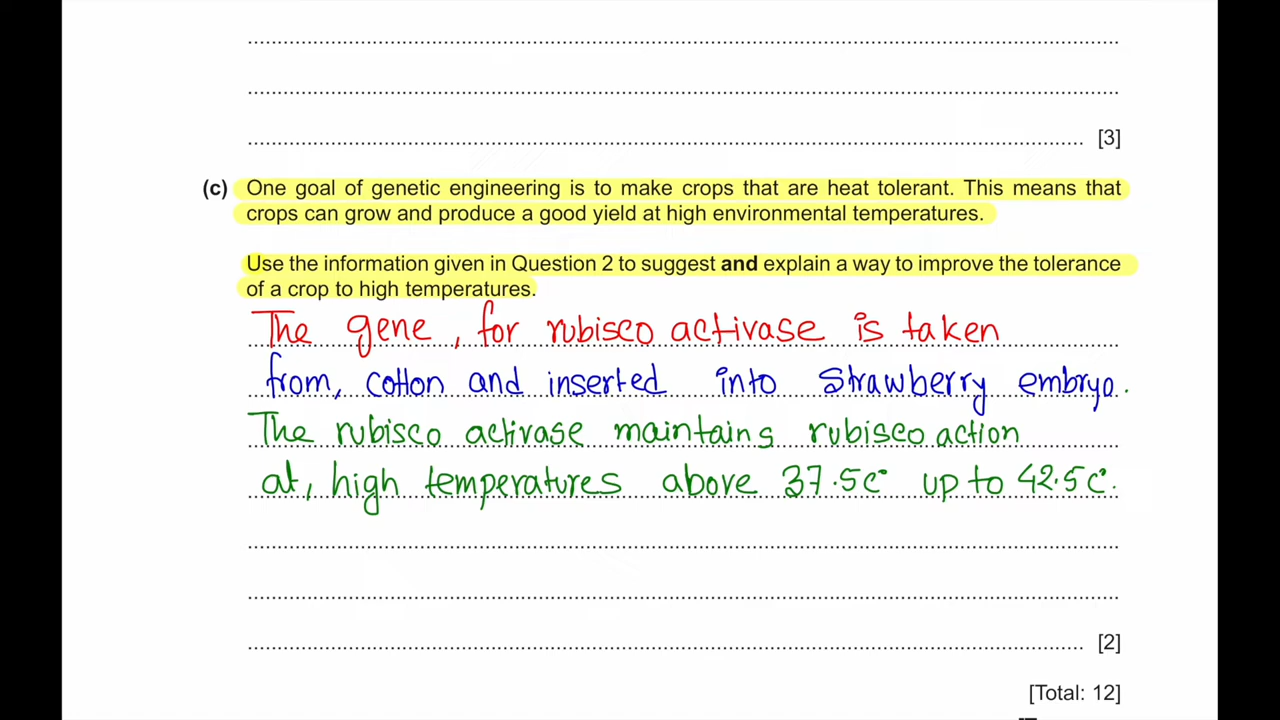 [3]
(c) One goal of genetic engineering is to make crops that are heat tolerant. This means that
crops can grow and produce a good yield at high environmental temperatures.
Use the information given in Question 2 to suggest and explain a way to improve the tolerance
of a crop to high temperatures.
The gene, for rubisco activase is taken
from, cotton and inserted into strawberry embryo.
The rubisco activase maintains rubisco action
at, high temperatures above 37.5c° up to 42.5c°.
[2]
[Total: 12]